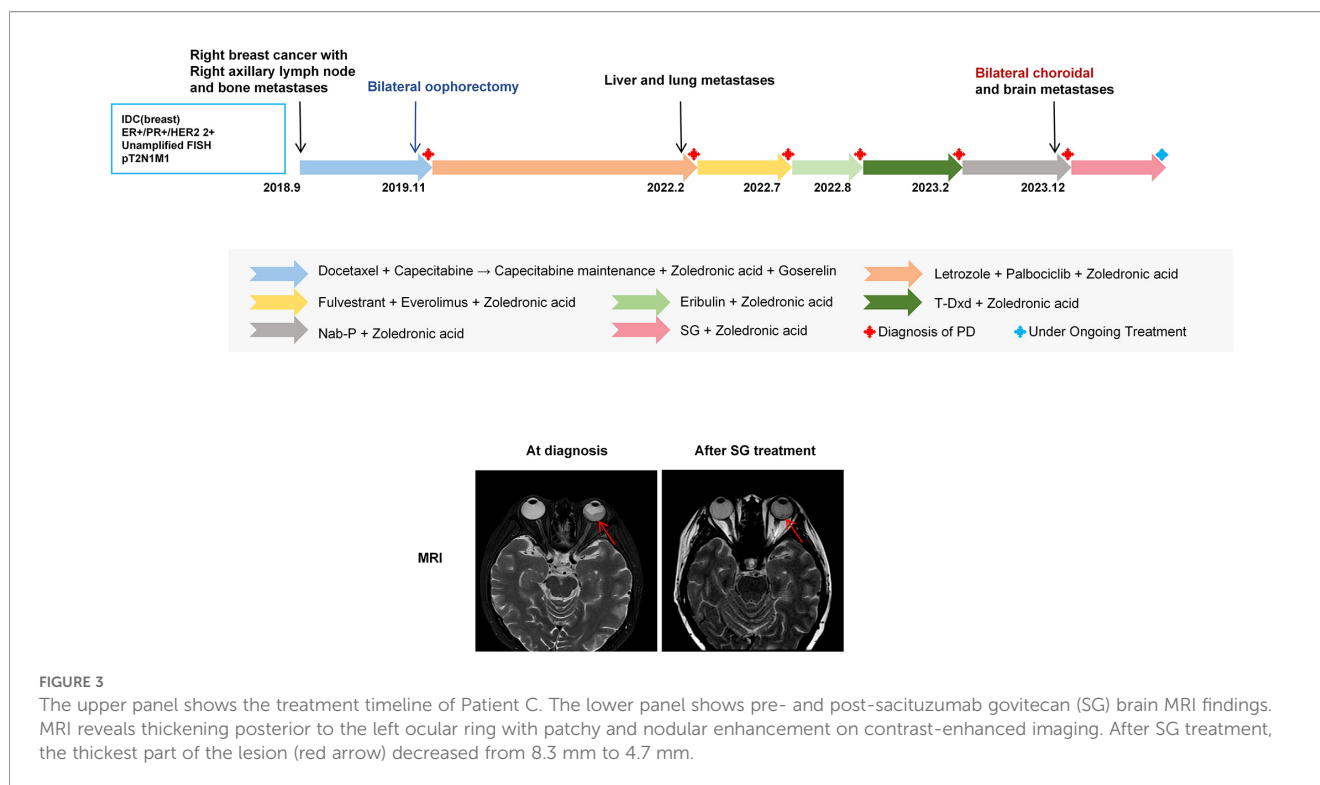 Right breast cancer with
Right axillary lymph node
and bone metastases
Bilateral oophorectomy
Liver and lung metastases
Bilateral choroidal
and brain metastases
IDC(breast)
ER+/PR+/HER2 2+
Unamplified FISH
pT2N1M1
2018.9
2019.11
2022.2
2022.7
2022.8
2023.2
2023.12
Docetaxel + Capecitabine → Capecitabine maintenance + Zoledronic acid + Goserelin
Letrozole + Palbociclib + Zoledronic acid
Fulvestrant + Everolimus + Zoledronic acid
Eribulin + Zoledronic acid
T-Dxd + Zoledronic acid
Nab-P + Zoledronic acid
SG + Zoledronic acid
Diagnosis of PD
Under Ongoing Treatment
At diagnosis
After SG treatment
MRI
FIGURE 3
The upper panel shows the treatment timeline of Patient C. The lower panel shows pre- and post-sacituzumab govitecan (SG) brain MRI findings.
MRI reveals thickening posterior to the left ocular ring with patchy and nodular enhancement on contrast-enhanced imaging. After SG treatment,
the thickest part of the lesion (red arrow) decreased from 8.3 mm to 4.7 mm.